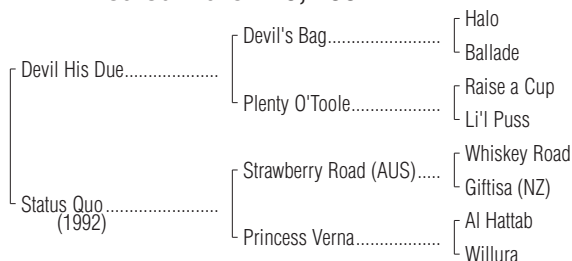 Halo
Devil's Bag..........................
Ballade
Devil His Due......................
Raise a Cup
Plenty O'Toole.....................
Li'l Puss
Whiskey Road
Strawberry Road (AUS).....
Giftisa (NZ)
Status Quo..........................
(1992)
Al Hattab
Princess Verna....................
Willura